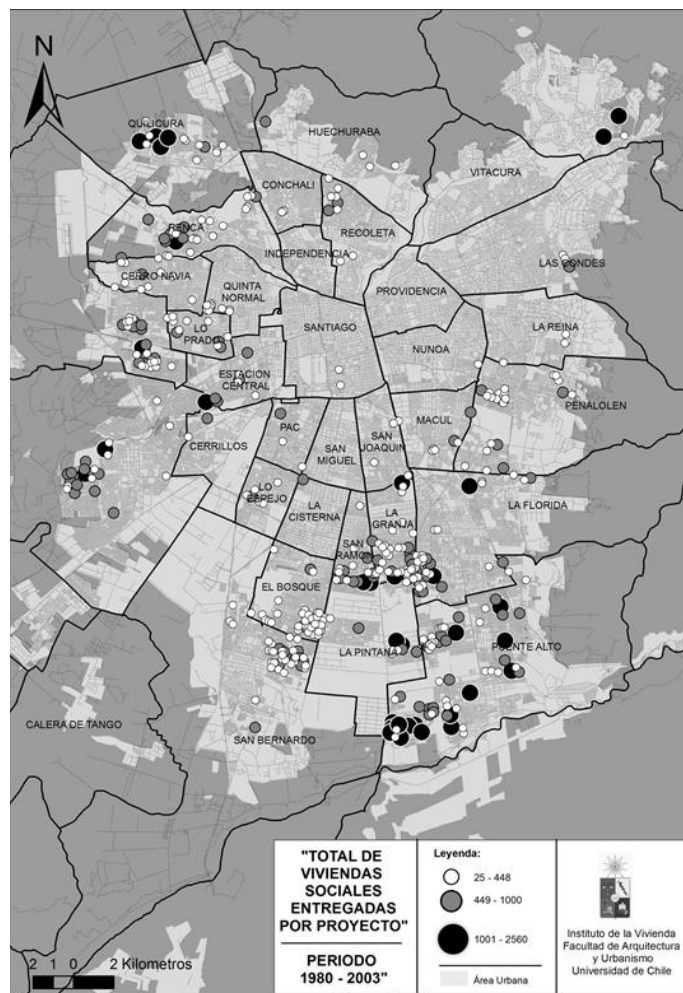 N
QUILICURA
HUECHURABA
VITACURA
CONCHALI
RENCA
RECOLETA
INDEPENDENCIA
LAS CONDES
CERRO NAVIA
QUINTA
NORMAL
PROVIDENCIA
LO
PRADO
SANTIAGO
LA REINA
NUNOA
ESTACION
CENTRAL
PENALOLEN
PAC
MACUL
CERRILLOS
SAN
MIGUEL
SAN
JOAQUIN
LO
ESPEJO
LA
CISTERNA
LA
GRANJA
LA FLORIDA
SAN
RAMON
EL BOSQUE
LA PINTANA
PUENTE ALTO
CALERA DE TANGO
SAN BERNARDO
2 1 0 2 Kilometros
"TOTAL DE
VIVIENDAS
SOCIALES
ENTREGADAS
POR PROYECTO"
PERIODO
1980 - 2003"
Leyenda:
25 - 448
449 - 1000
1001 - 2560
Área Urbana
Instituto de la Vivienda
Facultad de Arquitectura
y Urbanismo
Universidad de Chile